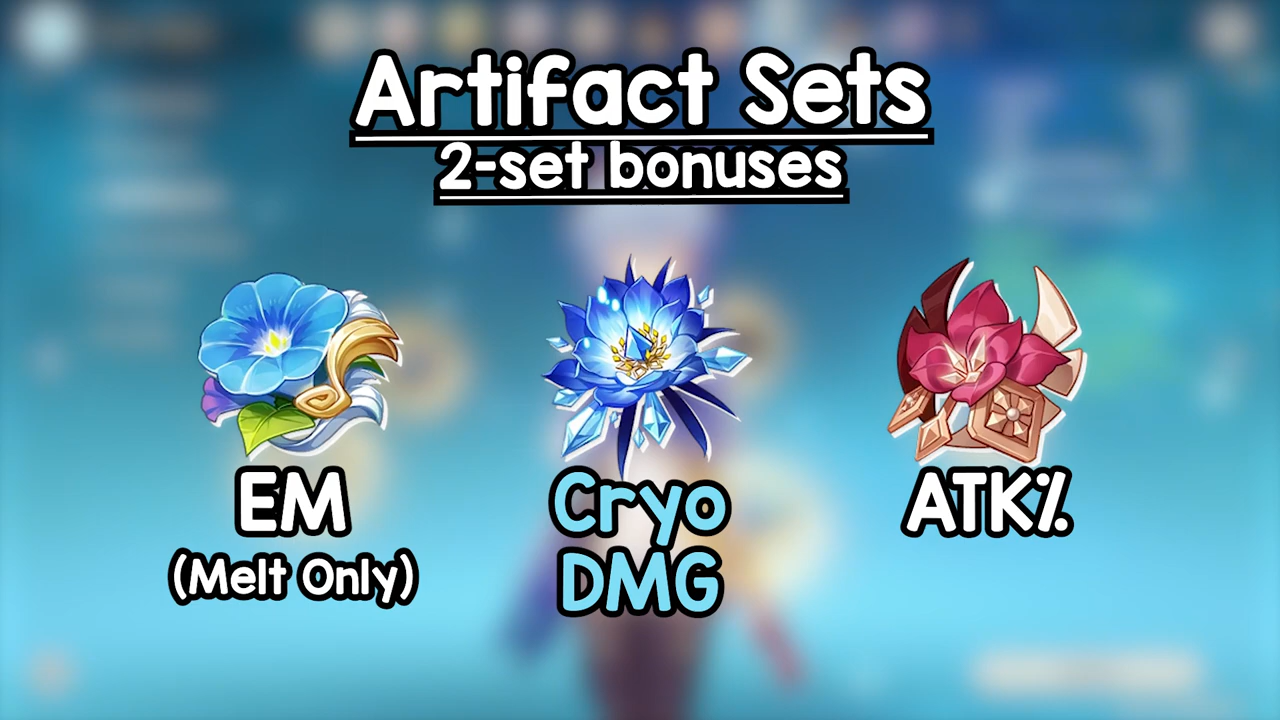 Artifact Sets
2-set bonuses
EM
(Melt Only)
Cryo
DMG
ATK%